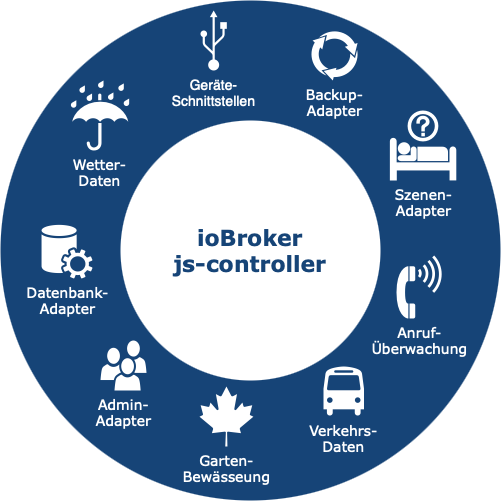 Geräte-
Schnittstellen
Backup-
Adapter
?
Szenen-
Adapter
Anruf-
Überwachung
Verkehrs-
Daten
Garten-
Bewässeung
Admin-
Adapter
Datenbank-
Adapter
Wetter-
Daten
ioBroker
js-controller